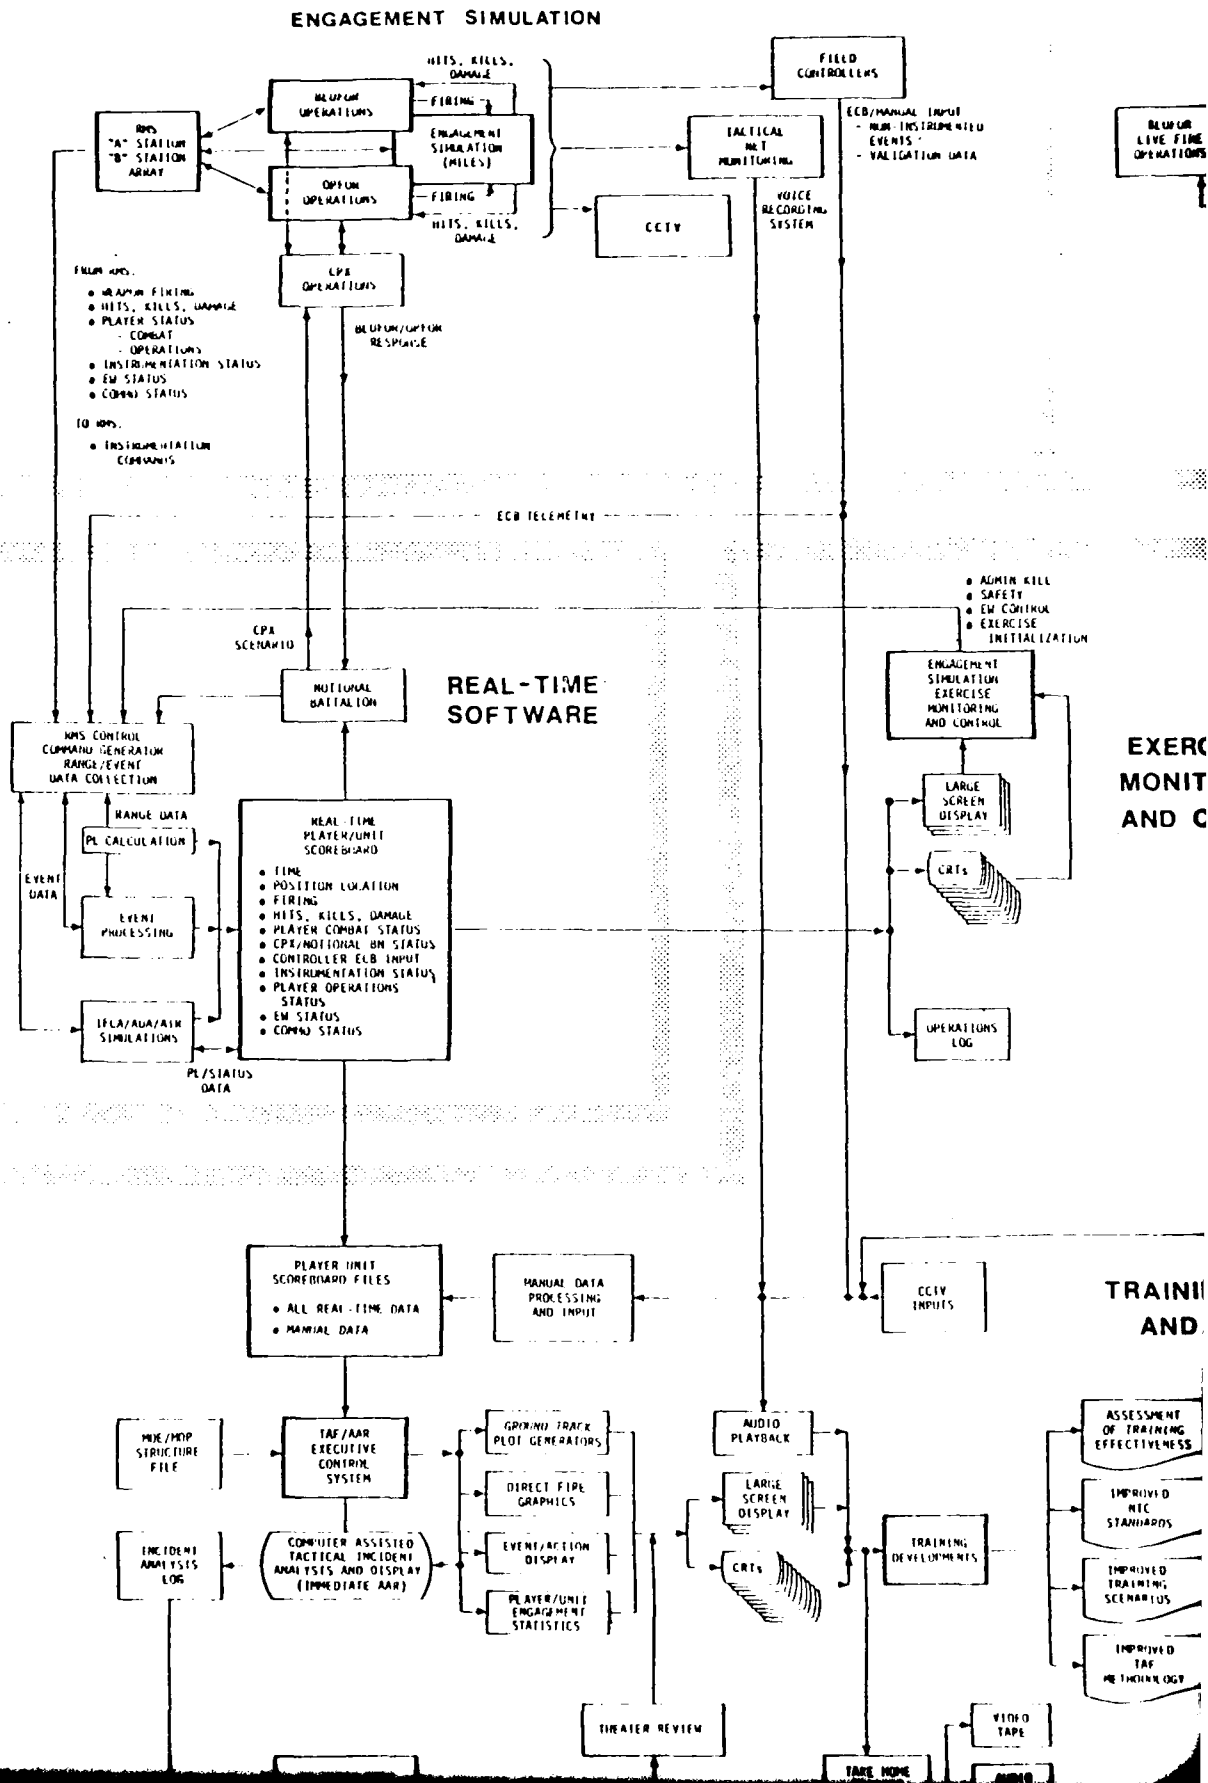 ENGAGEMENT SIMULATION
HITS, KILLS,
DAMAGE
FIELD
CONTROLLERS
BLUFOR
OPERATIONS
FIRING
ECB/MANUAL INPUT
- NON-INSTRUMENTED
EVENTS
- VALIDATION DATA
RMS
"A" STATION
"B" STATION
ARRAY
ENGAGEMENT
SIMULATION
(MILES)
TACTICAL
NET
MONITORING
BLUFOR
LIVE FIRE
OPERATIONS
OPFOR
OPERATIONS
FIRING
HITS, KILLS,
DAMAGE
CCTV
VOICE
RECORDING
SYSTEM
CPX
OPERATIONS
FROM RMS.
● WEAPON FIRING
● HITS, KILLS, DAMAGE
● PLAYER STATUS
- COMBAT
- OPERATIONS
● INSTRUMENTATION STATUS
● EW STATUS
● COMMO STATUS
BLUFOR/OPFOR
RESPONSE
TO RMS.
● INSTRUMENTATION
COMMANDS
ECB TELEMETRY
● ADMIN KILL
● SAFETY
● EW CONTROL
● EXERCISE
INITIALIZATION
CPX
SCENARIO
NOTIONAL
BATTALION
REAL-TIME
SOFTWARE
ENGAGEMENT
SIMULATION
EXERCISE
MONITORING
AND CONTROL
RMS CONTROL
COMMAND GENERATOR
RANGE/EVENT
DATA COLLECTION
EXERC
MONIT
AND C
LARGE
SCREEN
DISPLAY
CRTs
RANGE DATA
PL CALCULATION
EVENT
DATA
EVENT
PROCESSING
REAL-TIME
PLAYER/UNIT
SCOREBOARD
● TIME
● POSITION LOCATION
● FIRING
● HITS, KILLS, DAMAGE
● PLAYER COMBAT STATUS
● CPX/NOTIONAL BN STATUS
● CONTROLLER ECB INPUT
● INSTRUMENTATION STATUS
● PLAYER OPERATIONS
STATUS
● EW STATUS
● COMMO STATUS
IFCA/ADA/AIR
SIMULATIONS
PL/STATUS
DATA
OPERATIONS
LOG
PLAYER UNIT
SCOREBOARD FILES
● ALL REAL-TIME DATA
● MANUAL DATA
MANUAL DATA
PROCESSING
AND INPUT
CCTV
INPUTS
TRAINI
AND
MOE/MOP
STRUCTURE
FILE
TAF/AAR
EXECUTIVE
CONTROL
SYSTEM
GROUND TRACK
PLOT GENERATORS
AUDIO
PLAYBACK
ASSESSMENT
OF TRAINING
EFFECTIVENESS
DIRECT FIRE
GRAPHICS
LARGE
SCREEN
DISPLAY
IMPROVED
NTC
STANDARDS
INCIDENT
ANALYSIS
LOG
COMPUTER ASSISTED
TACTICAL INCIDENT
ANALYSIS AND DISPLAY
(IMMEDIATE AAR)
EVENT/ACTION
DISPLAY
CRTs
TRAINING
DEVELOPMENTS
IMPROVED
TRAINING
SCENARIOS
PLAYER/UNIT
ENGAGEMENT
STATISTICS
IMPROVED
TAF
METHODOLOGY
THEATER REVIEW
VIDEO
TAPE
TAKE HOME
AUDIO